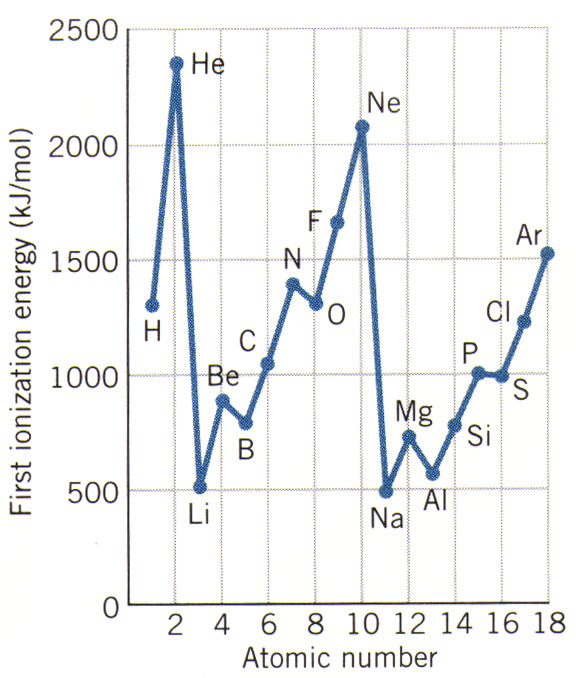 First ionization energy (kJ/mol)
2500
2000
1500
1000
500
0
H
He
Li
Be
B
C
N
O
F
Ne
Na
Mg
Al
Si
P
S
Cl
Ar
2 4 6 8 10 12 14 16 18
Atomic number